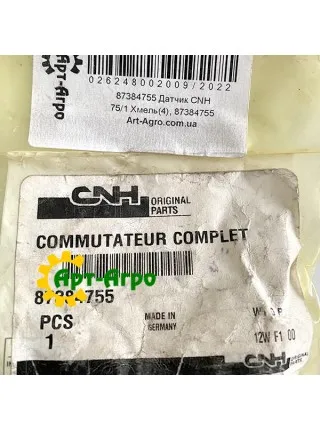 Арт-Агро
026248002009/2022
87384755 Датчик CNH
75/1 Хмель(4), 87384755
Art-Agro.com.ua
CNH ORIGINAL
PARTS
COMMUTATEUR COMPLET
Арт-Агро
87384755
PCS
1
MADE IN
GERMANY
12W F1 00
CNH ORIGINAL
PARTS